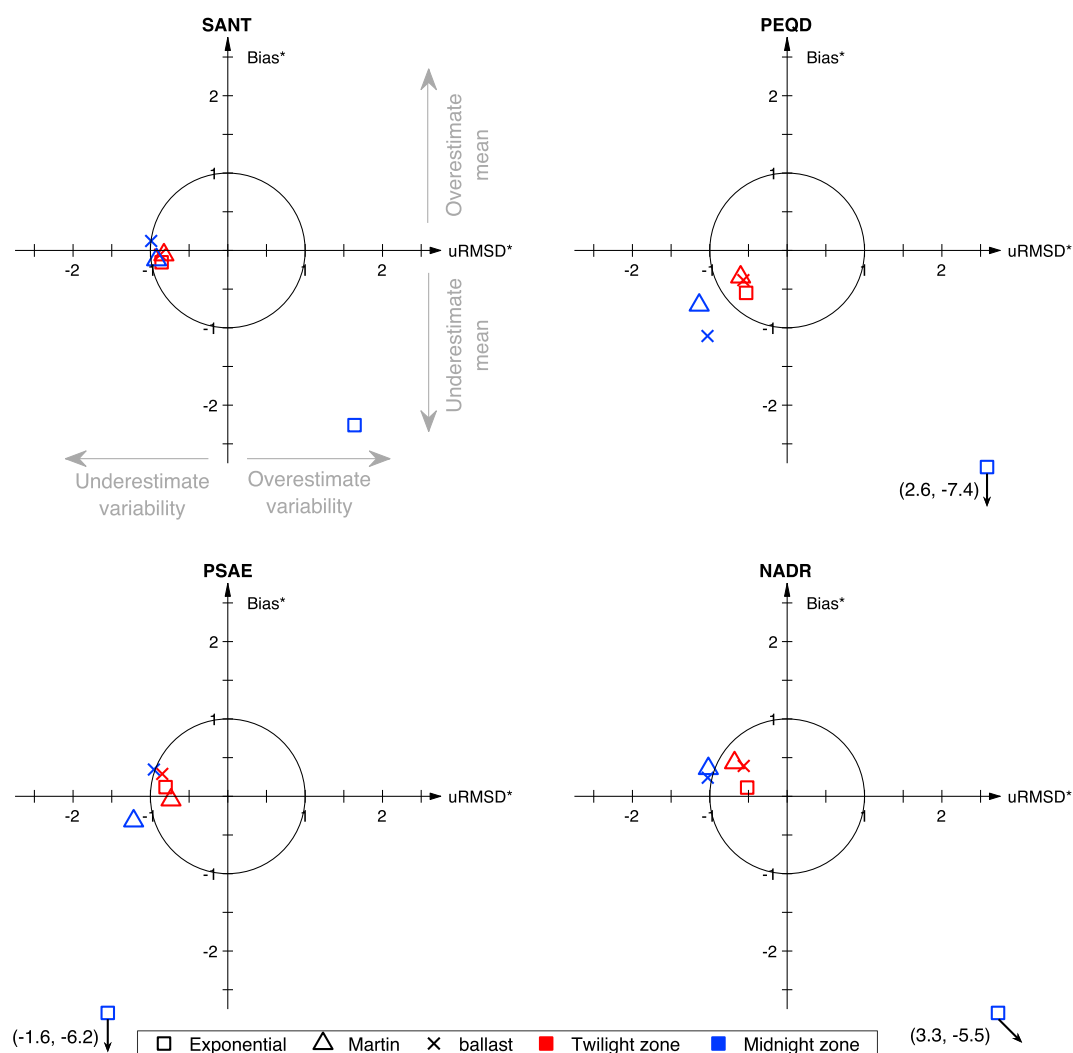 SANT
Bias*
2
1
uRMSD*
-2
-1
1
2
-1
-2
Overestimate
mean
Underestimate
mean
Underestimate
variability
Overestimate
variability
PEQD
Bias*
2
1
uRMSD*
-2
-1
1
2
-1
-2
(2.6, -7.4)
PSAE
Bias*
2
1
uRMSD*
-2
-1
1
2
-1
-2
(-1.6, -6.2)
NADR
Bias*
2
1
uRMSD*
-2
-1
1
2
-1
-2
(3.3, -5.5)
Exponential Martin ballast Twilight zone Midnight zone